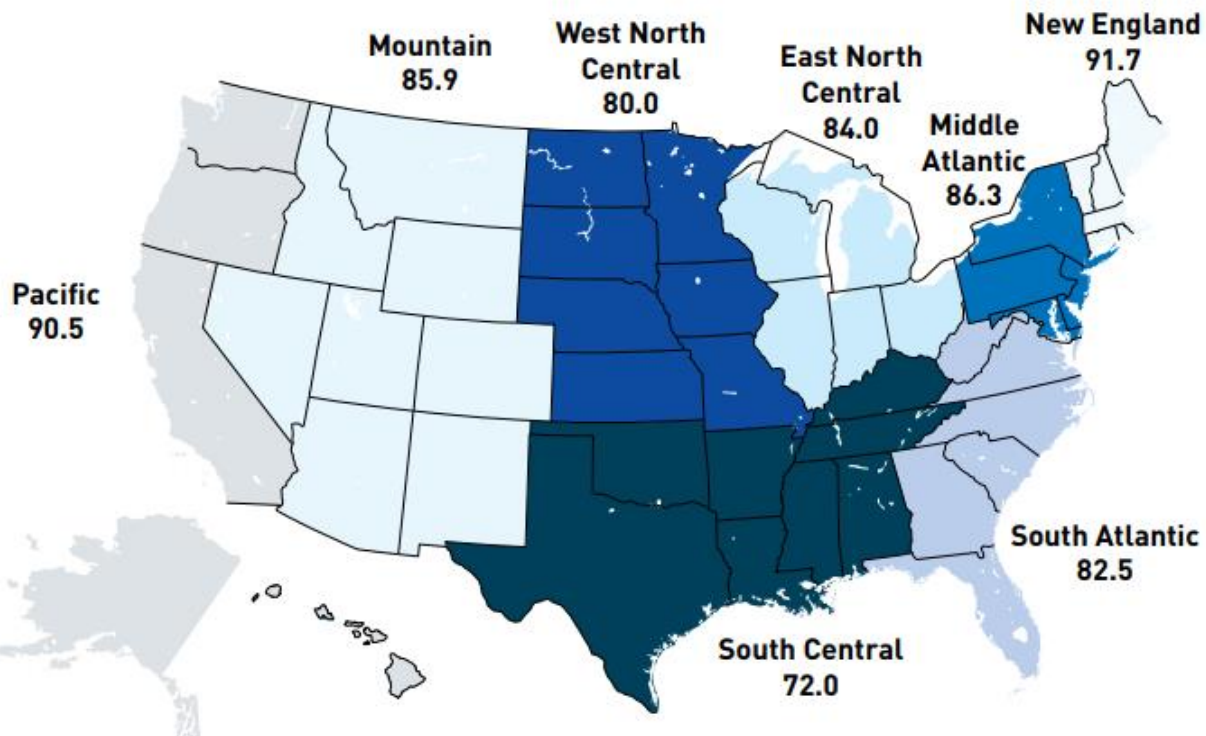 New England
91.7
West North
Central
80.0
Mountain
85.9
East North
Central
84.0
Middle
Atlantic
86.3
Pacific
90.5
South Atlantic
82.5
South Central
72.0